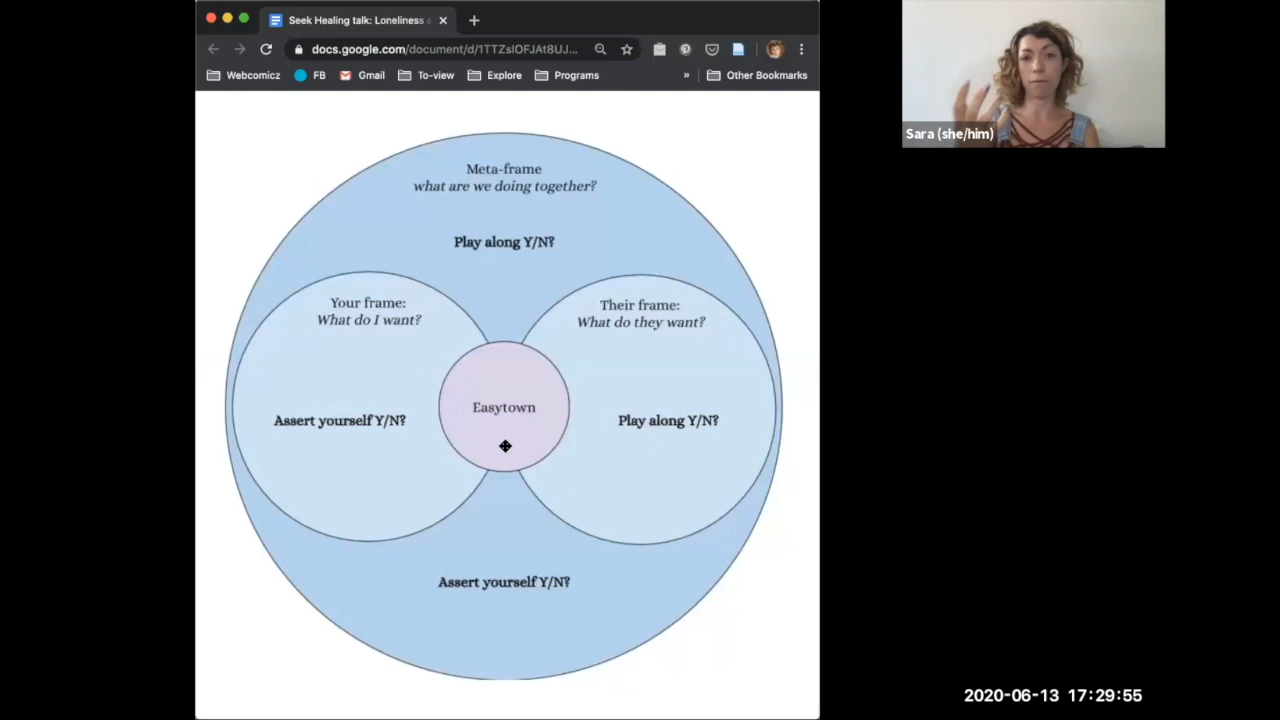 Seek Healing talk: Loneliness
docs.google.com/document/d/1TTZslOFJAt8UJ...
Webcomicz
FB
Gmail
To-view
Explore
Programs
»
Other Bookmarks
Sara (she/him)
Meta-frame
what are we doing together?
Play along Y/N?
Your frame:
What do I want?
Their frame:
What do they want?
Easytown
Assert yourself Y/N?
Play along Y/N?
Assert yourself Y/N?
2020-06-13 17:29:55